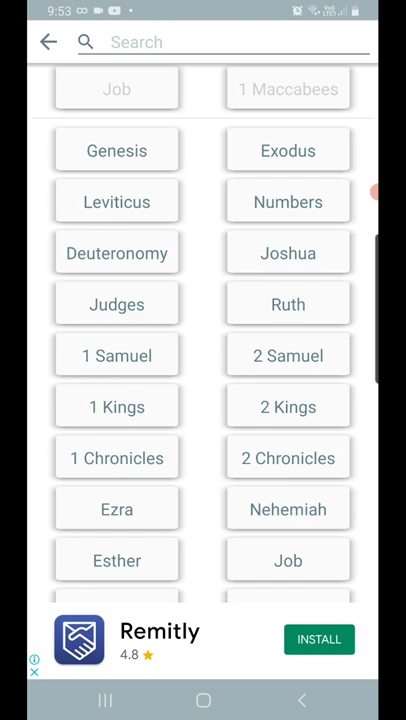 9:53
Search
Job 1 Maccabees
Genesis Exodus
Leviticus Numbers
Deuteronomy Joshua
Judges Ruth
1 Samuel 2 Samuel
1 Kings 2 Kings
1 Chronicles 2 Chronicles
Ezra Nehemiah
Esther Job
Remitly
4.8
INSTALL